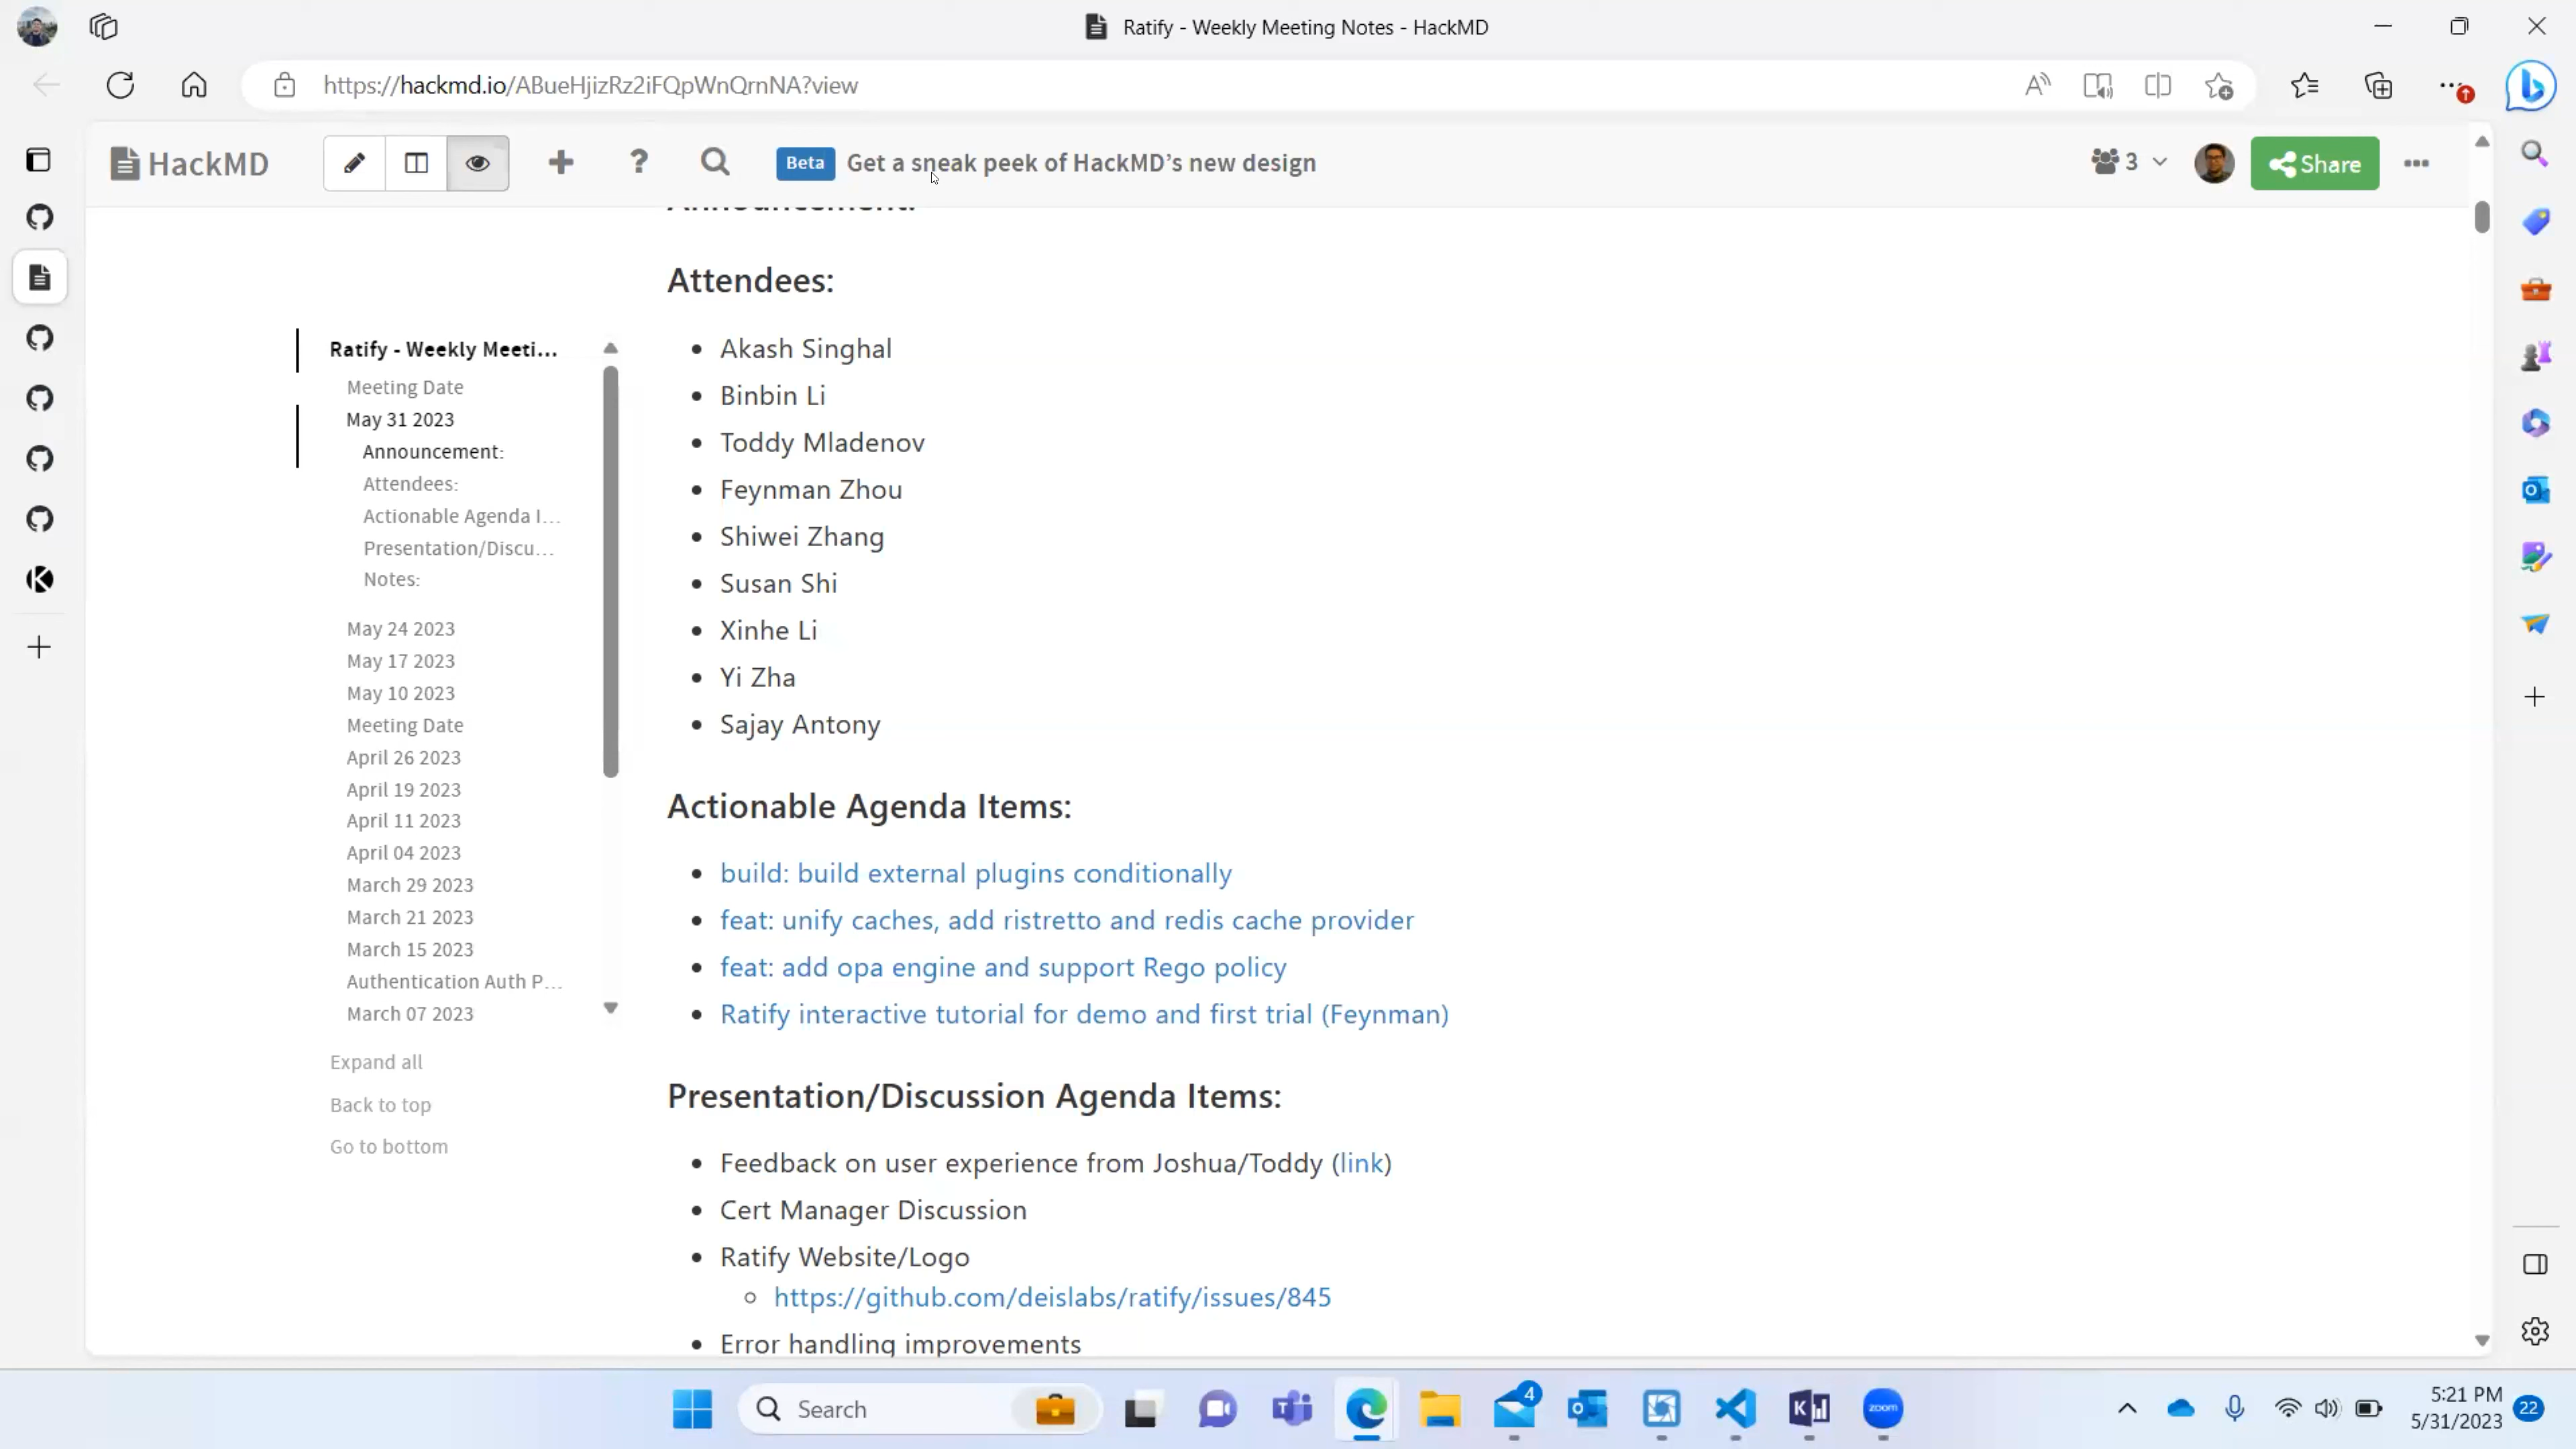 Ratify - Weekly Meeting Notes - HackMD
https://hackmd.io/ABueHjizRz2iFQpWnQrnNA?view
HackMD
Beta Get a sneak peek of HackMD’s new design
3
Share
Announcement:
Ratify - Weekly Meeti...
Meeting Date
May 31 2023
Announcement:
Attendees:
Actionable Agenda I...
Presentation/Discu...
Notes:
May 24 2023
May 17 2023
May 10 2023
Meeting Date
April 26 2023
April 19 2023
April 11 2023
April 04 2023
March 29 2023
March 21 2023
March 15 2023
Authentication Auth P...
March 07 2023
Expand all
Back to top
Go to bottom
Attendees:
Akash Singhal
Binbin Li
Toddy Mladenov
Feynman Zhou
Shiwei Zhang
Susan Shi
Xinhe Li
Yi Zha
Sajay Antony
Actionable Agenda Items:
build: build external plugins conditionally
feat: unify caches, add ristretto and redis cache provider
feat: add opa engine and support Rego policy
Ratify interactive tutorial for demo and first trial (Feynman)
Presentation/Discussion Agenda Items:
Feedback on user experience from Joshua/Toddy (link)
Cert Manager Discussion
Ratify Website/Logo
https://github.com/deislabs/ratify/issues/845
Error handling improvements
Search
4
zoom
5:21 PM
5/31/2023
22